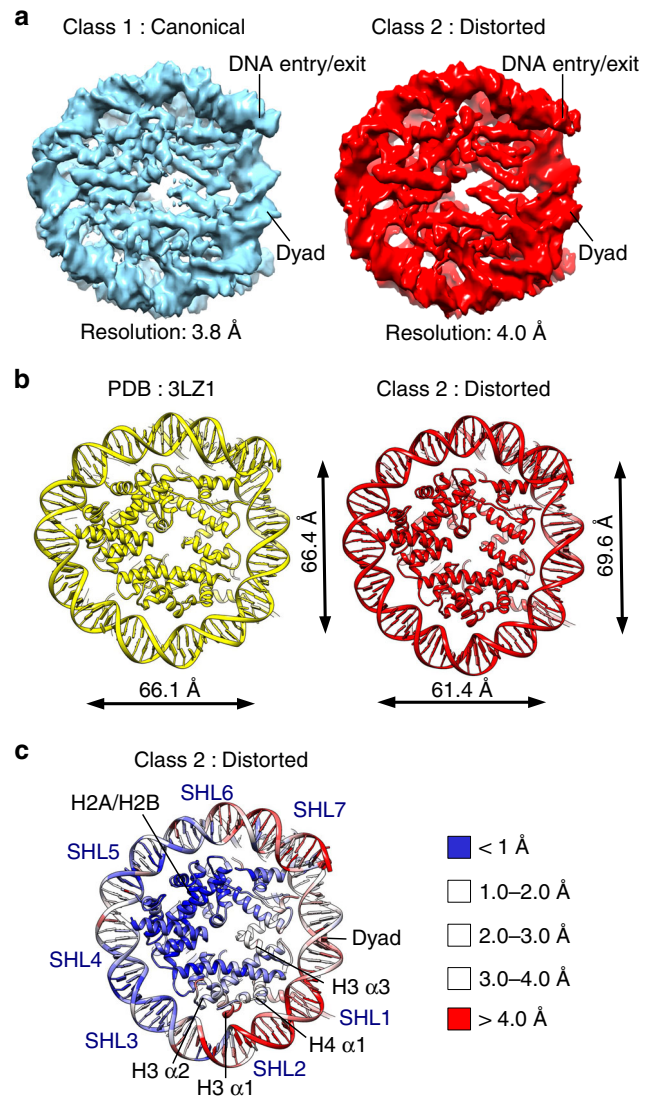 a
Class 1 : Canonical
Class 2 : Distorted
DNA entry/exit
DNA entry/exit
Dyad
Dyad
Resolution: 3.8 Å
Resolution: 4.0 Å
b
PDB : 3LZ1
Class 2 : Distorted
66.4 Å
69.6 Å
66.1 Å
61.4 Å
c
Class 2 : Distorted
H2A/H2B
SHL6
SHL7
SHL5
SHL4
Dyad
H3 α3
SHL1
SHL3
H4 α1
H3 α2
SHL2
H3 α1
< 1 Å
1.0–2.0 Å
2.0–3.0 Å
3.0–4.0 Å
> 4.0 Å